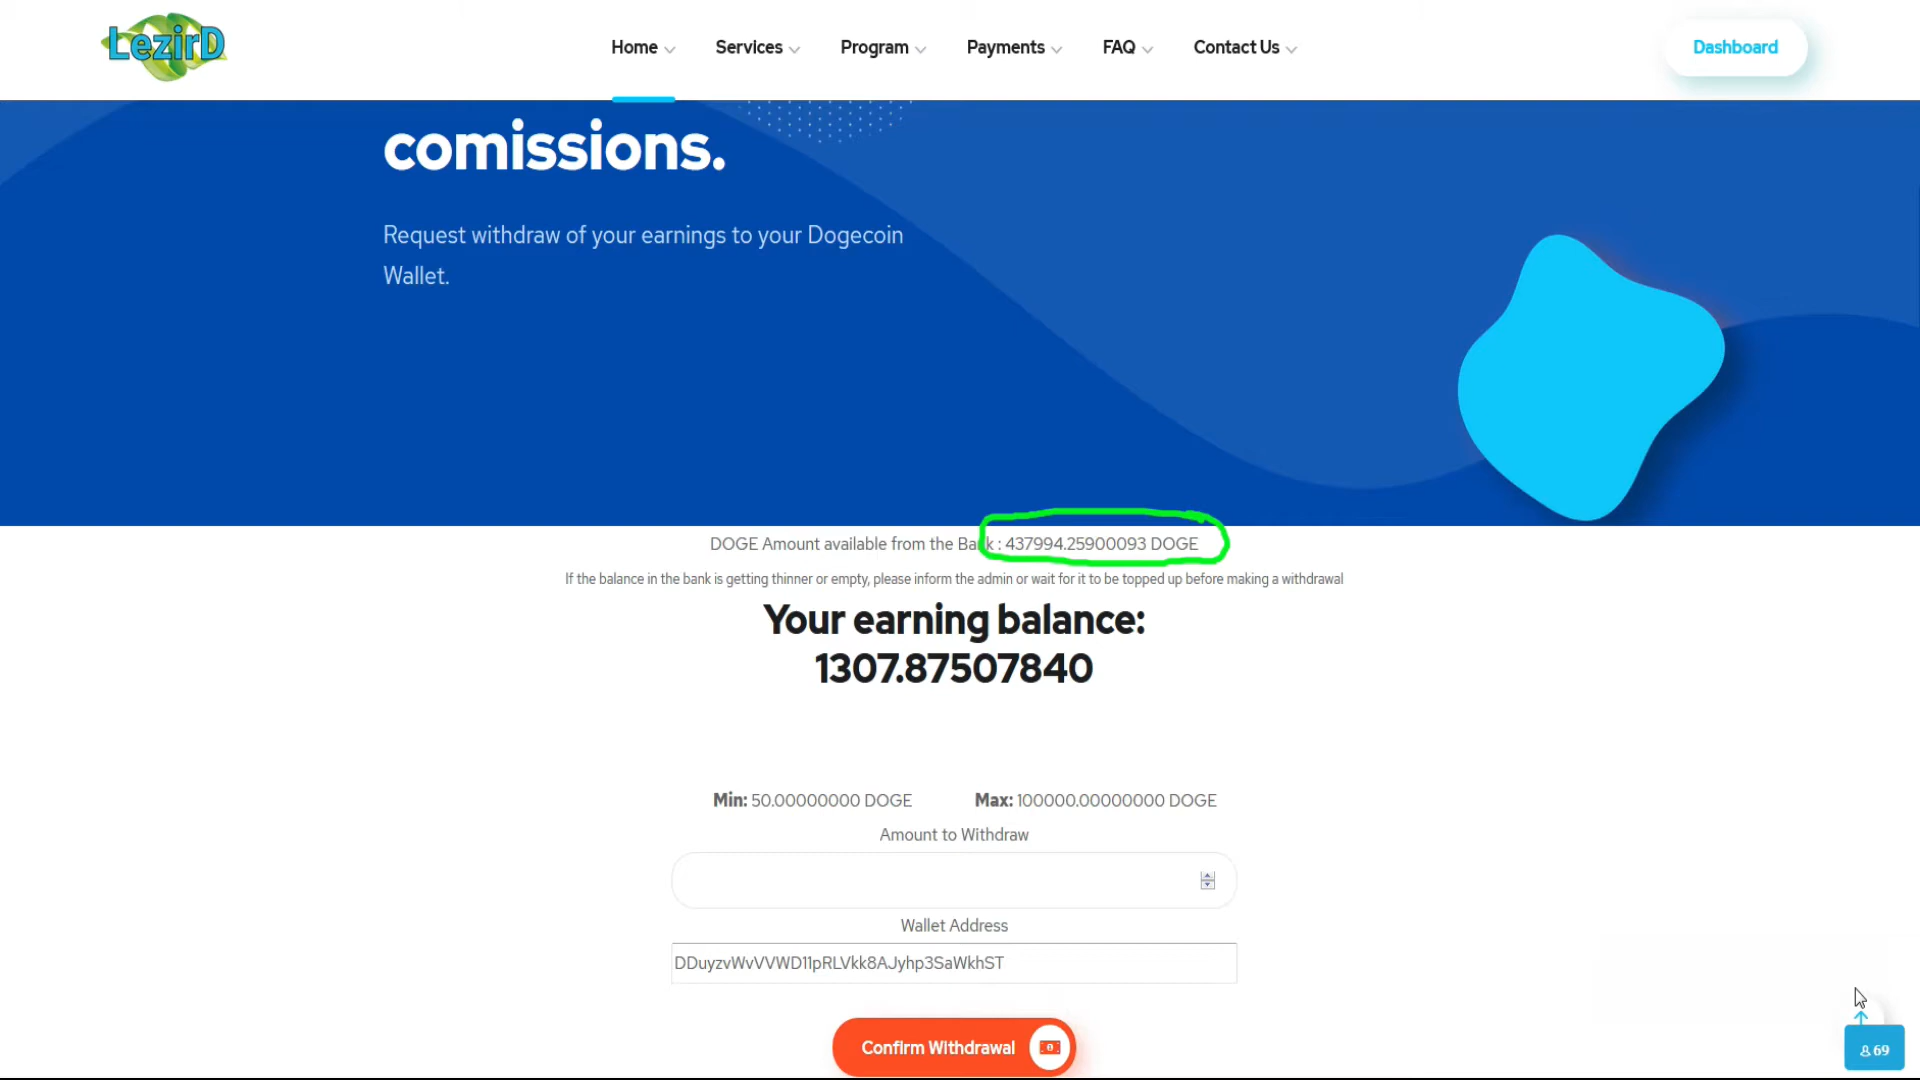 LezirD
Home
Services
Program
Payments
FAQ
Contact Us
Dashboard
comissions.
Request withdraw of your earnings to your Dogecoin
Wallet.
DOGE Amount available from the Bank : 437994.25900093 DOGE
If the balance in the bank is getting thinner or empty, please inform the admin or wait for it to be topped up before making a withdrawal
Your earning balance:
1307.87507840
Min: 50.00000000 DOGE Max: 100000.00000000 DOGE
Amount to Withdraw
Wallet Address
DDuyzvWvVVWD11pRLVkk8AJyhp3SaWkhST
Confirm Withdrawal
69